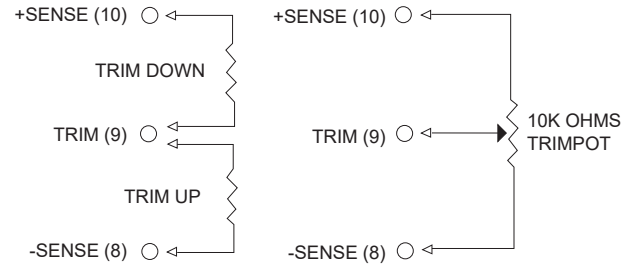 +SENSE (10)
TRIM DOWN
TRIM (9)
TRIM UP
-SENSE (8)
+SENSE (10)
TRIM (9)
10K OHMS
TRIMPOT
-SENSE (8)